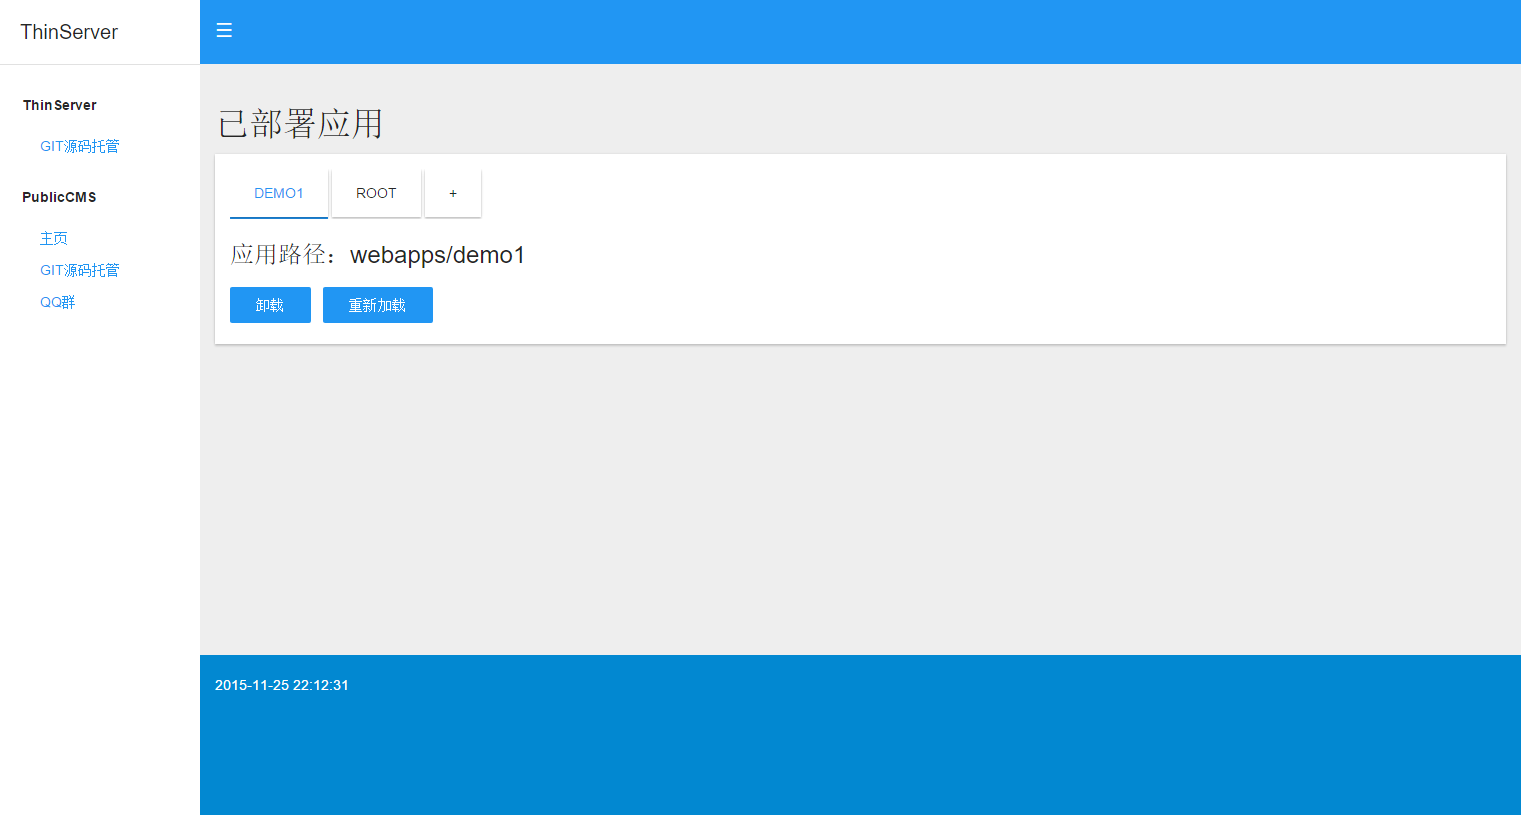 ThinServer
☰
ThinServer
GIT源码托管
PublicCMS
主页
GIT源码托管
QQ群
已部署应用
DEMO1 ROOT +
应用路径：webapps/demo1
卸载 重新加载
2015-11-25 22:12:31